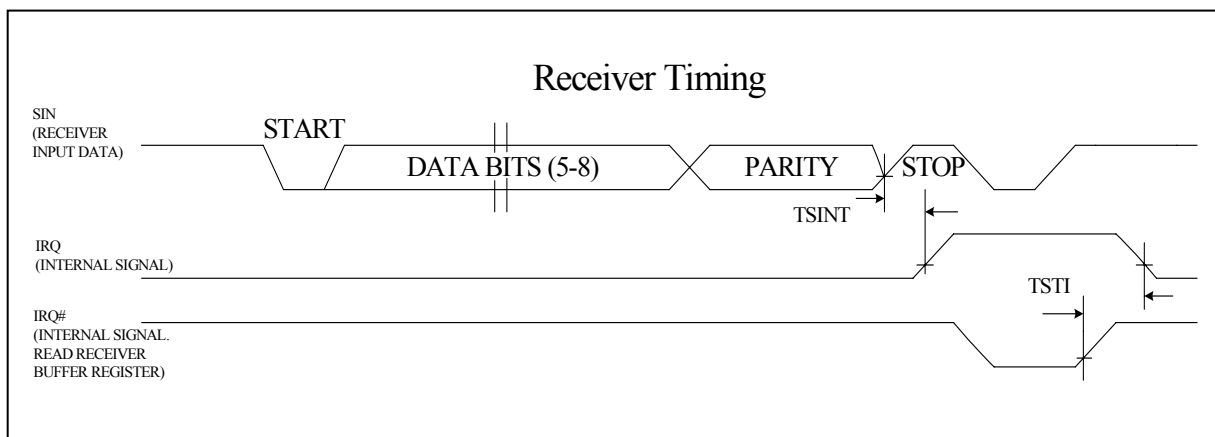 Receiver Timing
SIN
(RECEIVER
INPUT DATA)
START
DATA BITS (5-8)
PARITY
STOP
TSINT
IRQ
(INTERNAL SIGNAL)
TSTI
IRQ#
(INTERNAL SIGNAL.
READ RECEIVER
BUFFER REGISTER)